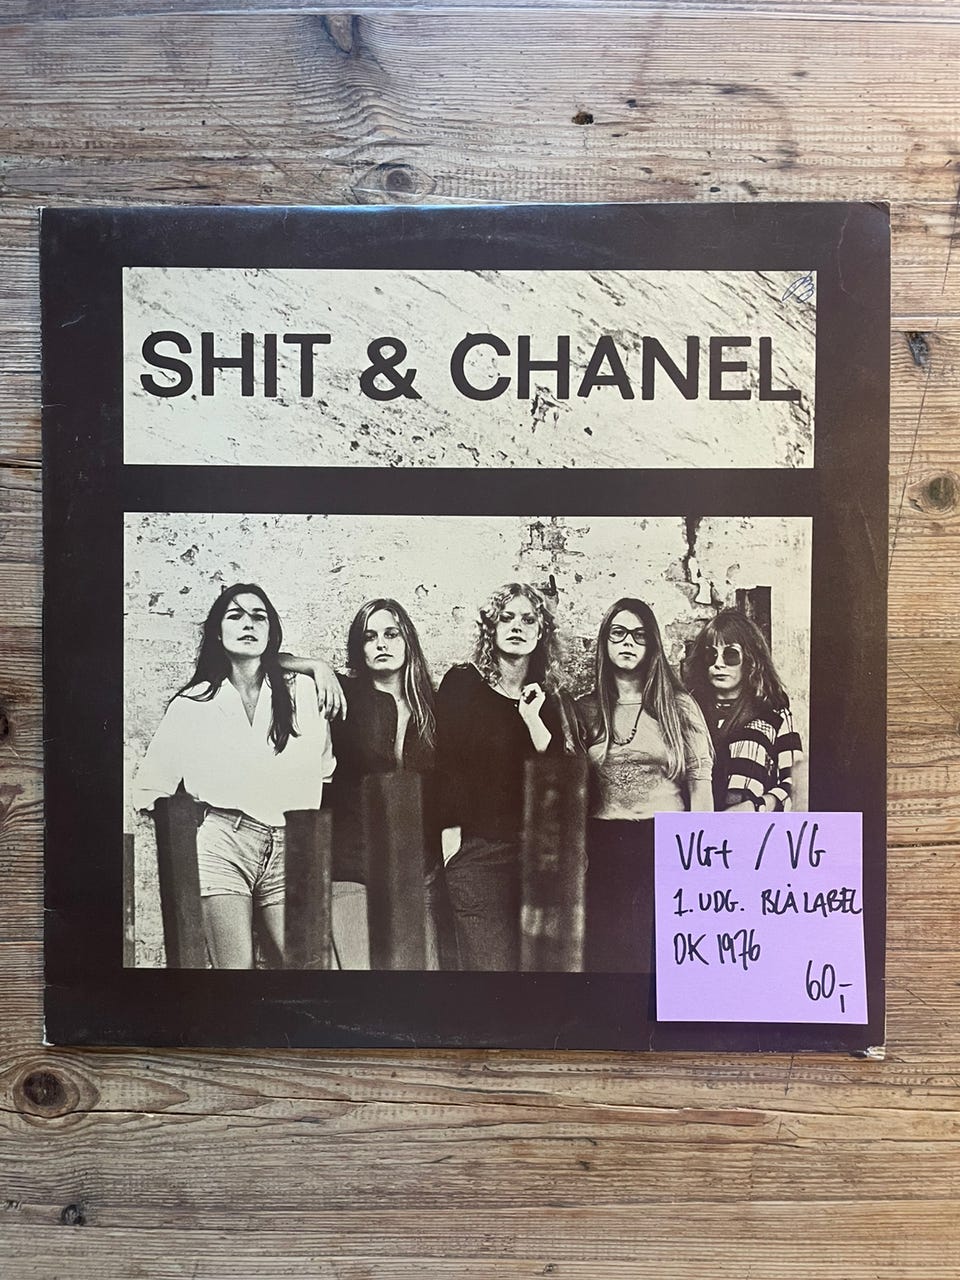 SHIT & CHANEL
VG+ / VG
1. UDG. BLÅ LABEL
DK 1976
60,-